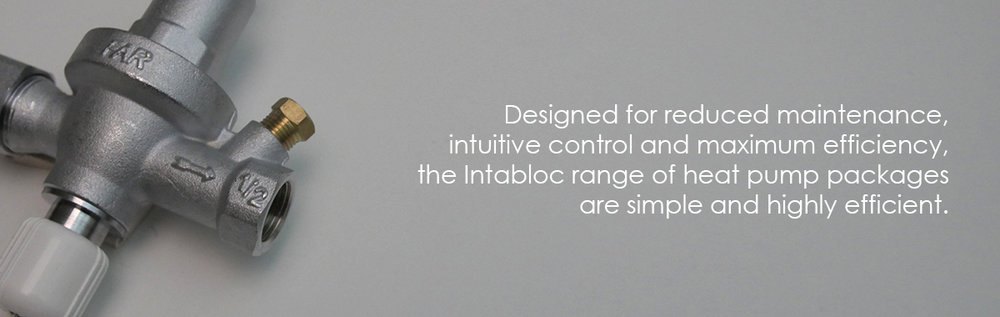 AR
1/2
Designed for reduced maintenance,
intuitive control and maximum efficiency,
the Intabloc range of heat pump packages
are simple and highly efficient.